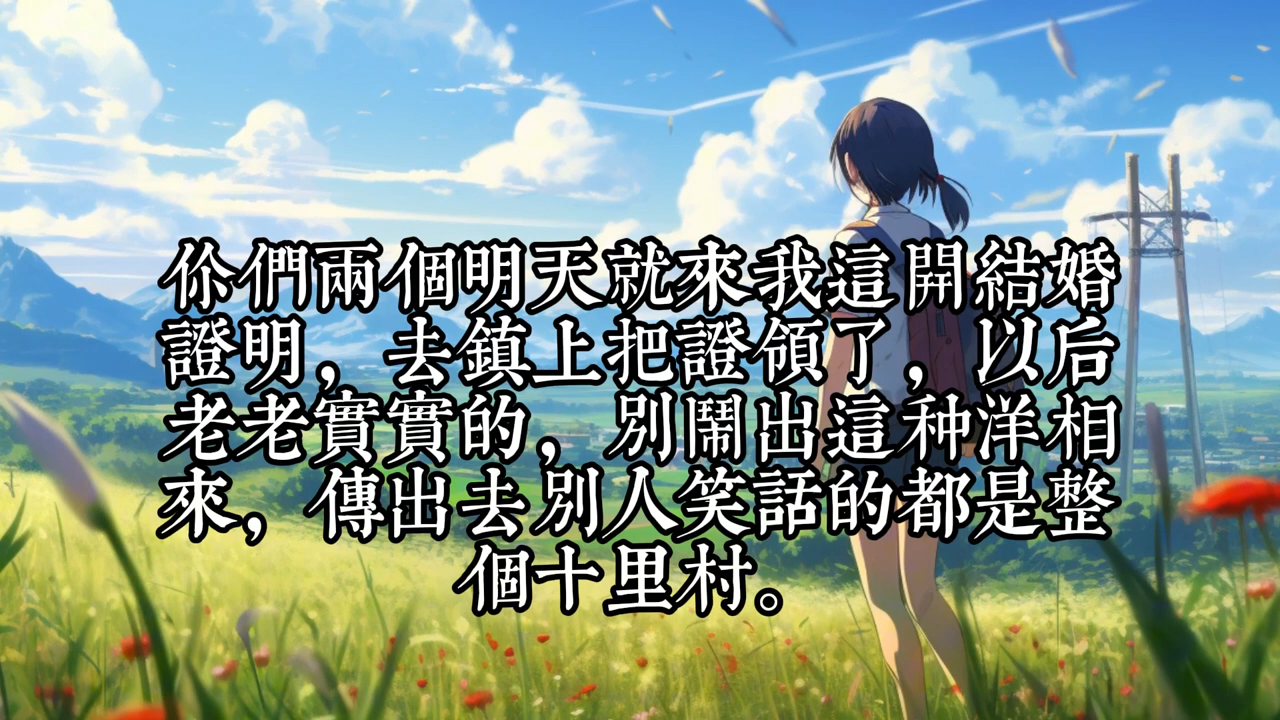 伱們兩個明天就來我這開結婚
證明，去鎮上把證領了，以后
老老實實的，別鬧出這种洋相
來，傳出去別人笑話的都是整
個十里村。